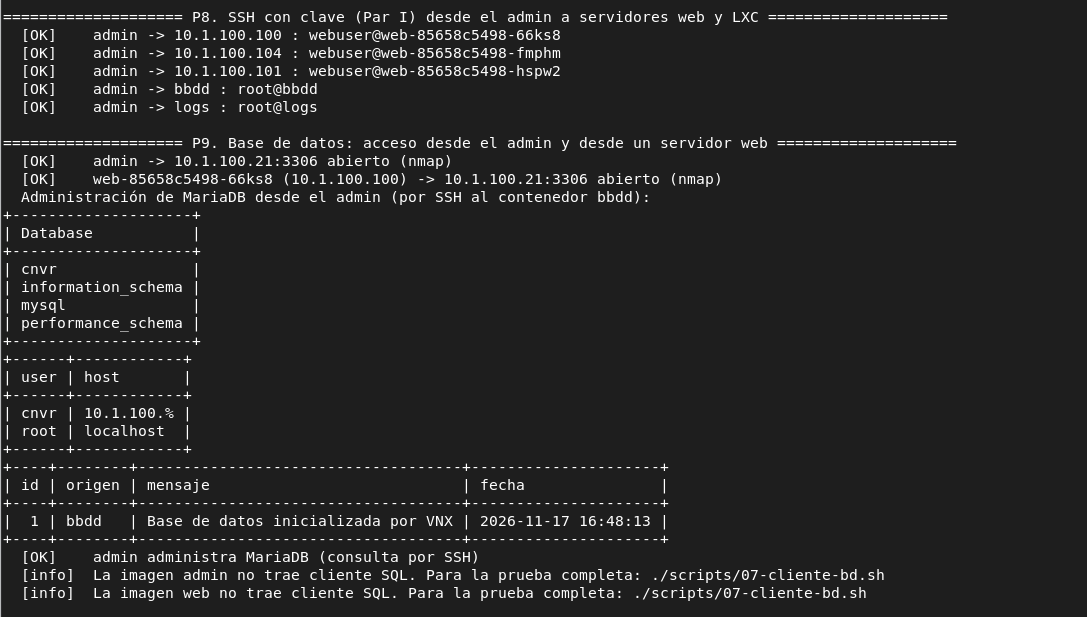 ==================== P8. SSH con clave (Par I) desde el admin a servidores web y LXC ====================
  [OK]    admin -> 10.1.100.100 : webuser@web-85658c5498-66ks8
  [OK]    admin -> 10.1.100.104 : webuser@web-85658c5498-fmphm
  [OK]    admin -> 10.1.100.101 : webuser@web-85658c5498-hspw2
  [OK]    admin -> bbdd : root@bbdd
  [OK]    admin -> logs : root@logs

==================== P9. Base de datos: acceso desde el admin y desde un servidor web ====================
  [OK]    admin -> 10.1.100.21:3306 abierto (nmap)
  [OK]    web-85658c5498-66ks8 (10.1.100.100) -> 10.1.100.21:3306 abierto (nmap)
  Administración de MariaDB desde el admin (por SSH al contenedor bbdd):
+--------------------+
| Database           |
+--------------------+
| cnvr               |
| information_schema |
| mysql              |
| performance_schema |
+--------------------+
+------+------------+
| user | host       |
+------+------------+
| cnvr | 10.1.100.% |
| root | localhost  |
+------+------------+
+----+--------+------------------------------------+---------------------+
| id | origen | mensaje                            | fecha               |
+----+--------+------------------------------------+---------------------+
|  1 | bbdd   | Base de datos inicializada por VNX | 2026-11-17 16:48:13 |
+----+--------+------------------------------------+---------------------+
  [OK]    admin administra MariaDB (consulta por SSH)
  [info]  La imagen admin no trae cliente SQL. Para la prueba completa: ./scripts/07-cliente-bd.sh
  [info]  La imagen web no trae cliente SQL. Para la prueba completa: ./scripts/07-cliente-bd.sh